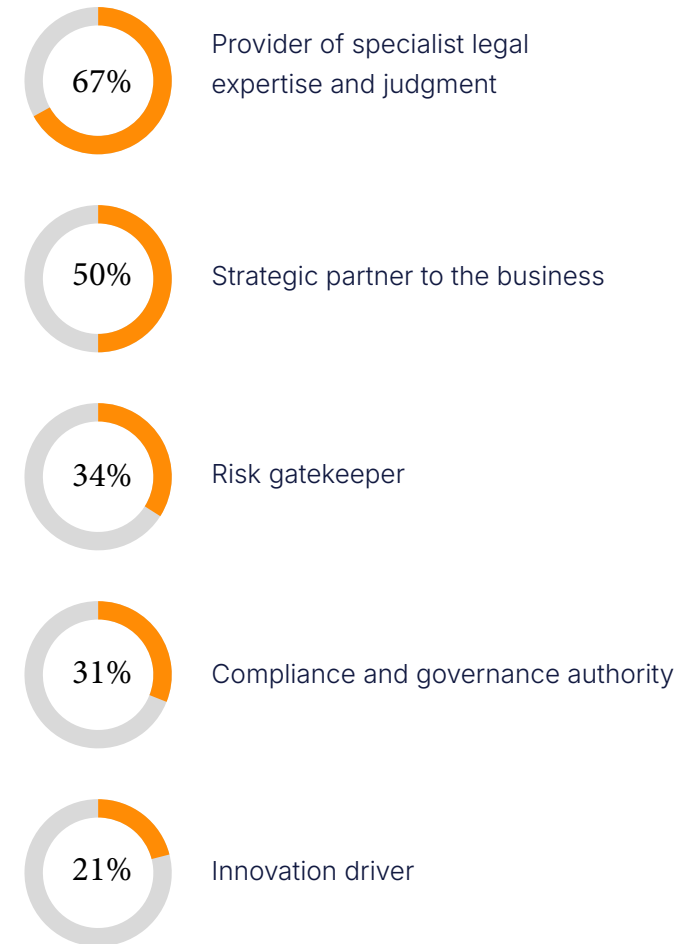 67%
Provider of specialist legal
expertise and judgment
50%
Strategic partner to the business
34%
Risk gatekeeper
31%
Compliance and governance authority
21%
Innovation driver